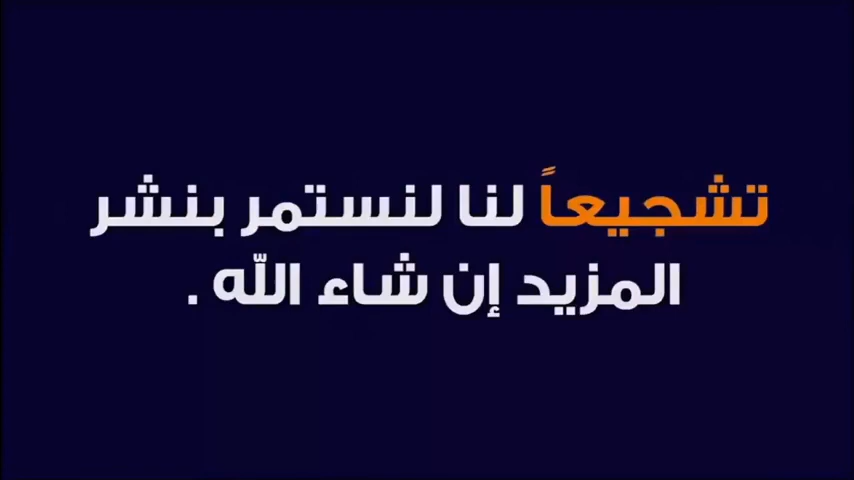 تشجيعاً لنا لنستمر بنشر
المزيد إن شاء الله .